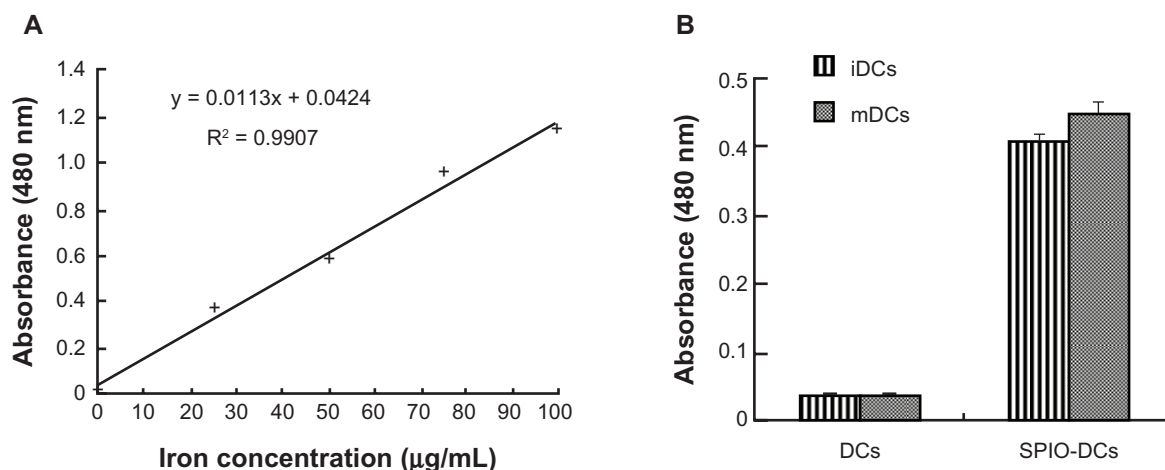 A
Absorbance (480 nm)
1.4
1.2
1.0
0.8
0.6
0.4
0.2
0
y = 0.0113x + 0.0424
R² = 0.9907
0 10 20 30 40 50 60 70 80 90 100
Iron concentration (µg/mL)
B
Absorbance (480 nm)
0.5
0.4
0.3
0.2
0.1
0
iDCs
mDCs
DCs SPIO-DCs